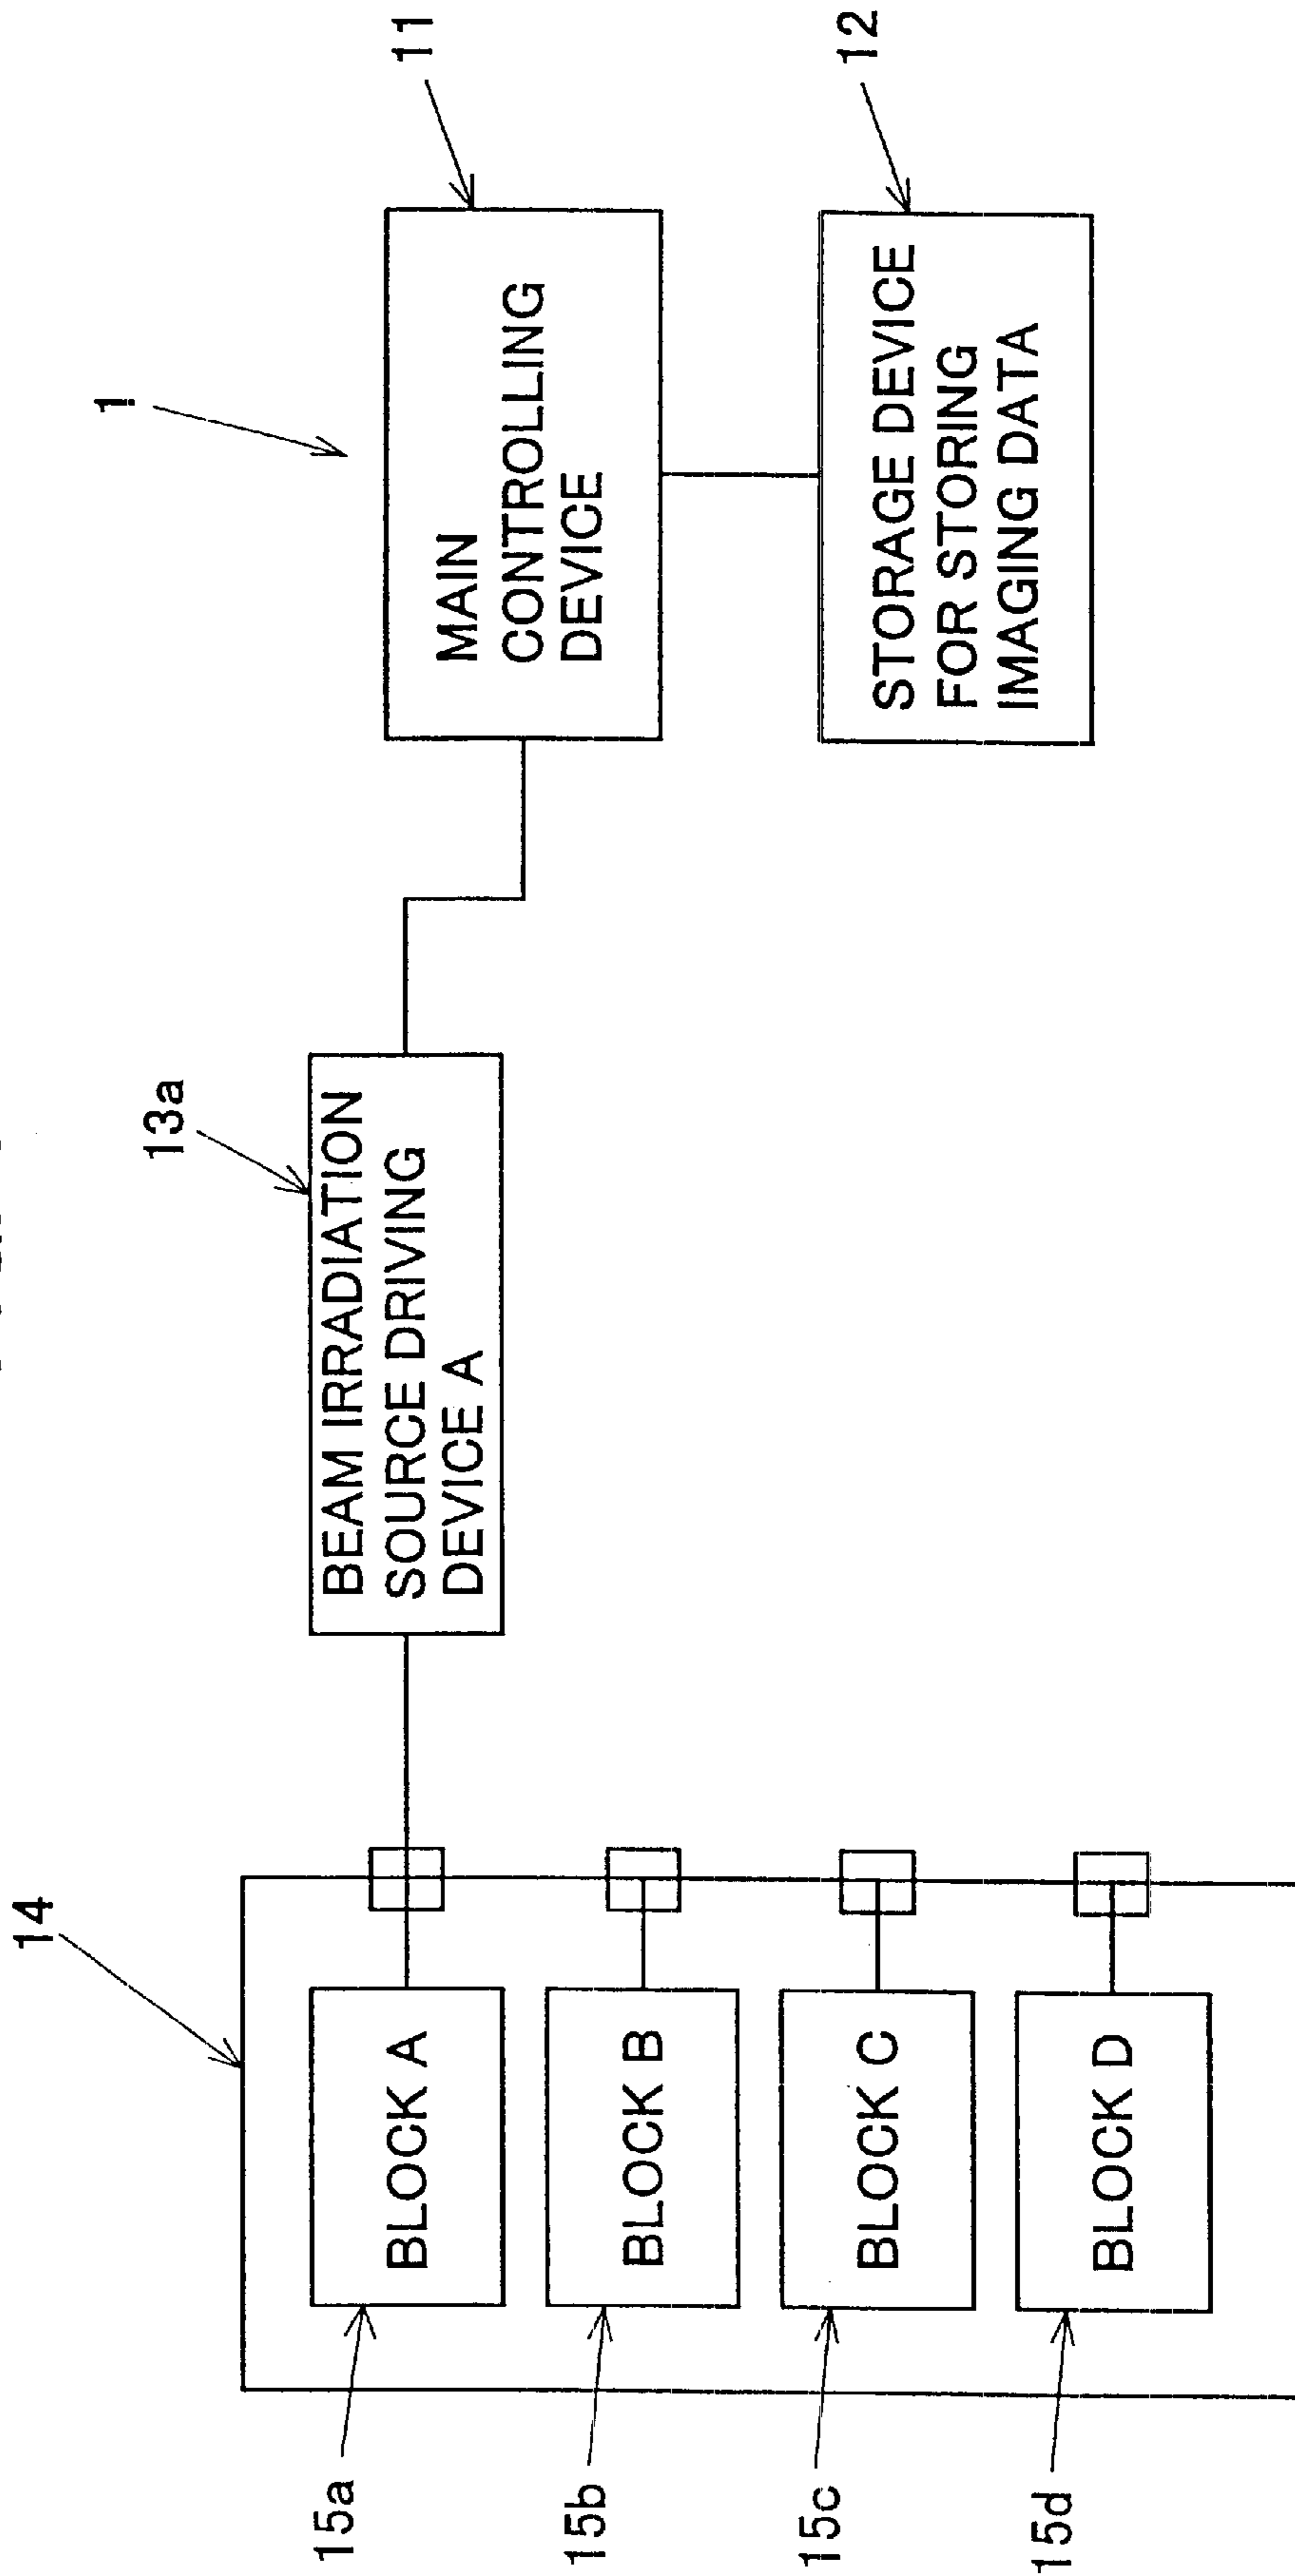 14
15a
BLOCK A
15b
BLOCK B
15c
BLOCK C
15d
BLOCK D
13a
BEAM IRRADIATION
SOURCE DRIVING
DEVICE A
1
11
MAIN
CONTROLLING
DEVICE
12
STORAGE DEVICE
FOR STORING
IMAGING DATA